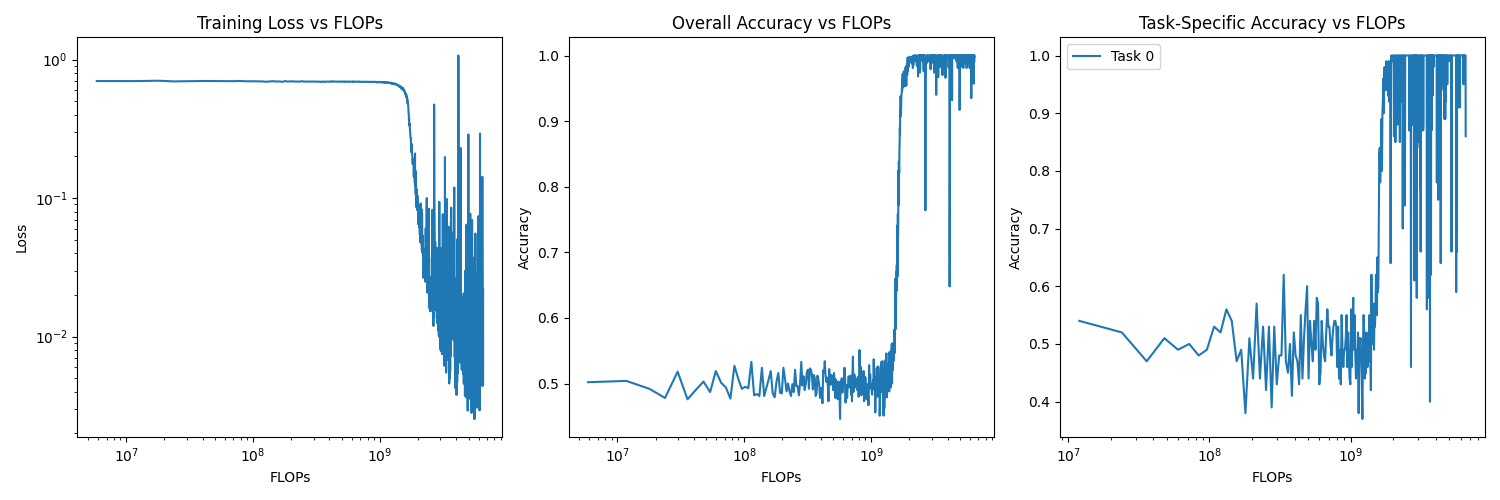 Training Loss vs FLOPs
10⁰
10⁻¹
10⁻²
Loss
10⁷ 10⁸ 10⁹
FLOPs
Overall Accuracy vs FLOPs
1.0
0.9
0.8
0.7
0.6
0.5
Accuracy
10⁷ 10⁸ 10⁹
FLOPs
Task-Specific Accuracy vs FLOPs
Task 0
1.0
0.9
0.8
0.7
0.6
0.5
0.4
Accuracy
10⁷ 10⁸ 10⁹
FLOPs